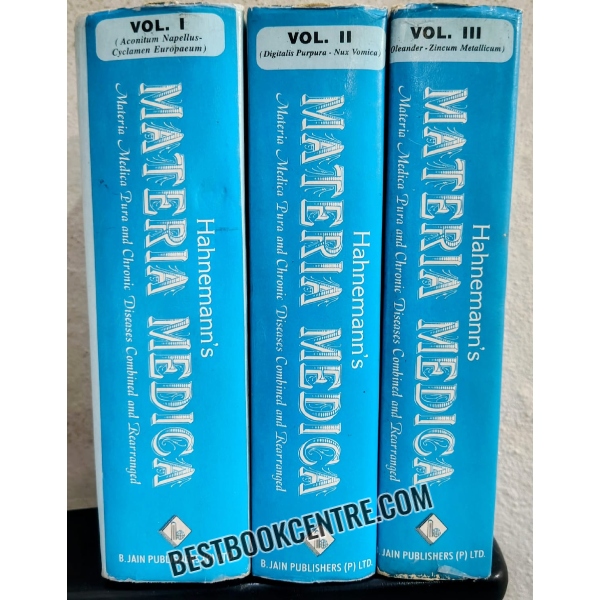 VOL. I
(Aconitum Napellus-
Cyclamen Europaeum)
Hahnemann's
MATERIA MEDICA
Materia Medica Pura and Chronic Diseases Combined and Rearranged
B. JAIN PUBL
VOL. II
(Digitalis Purpura - Nux Vomica)
Hahnemann's
MATERIA MEDICA
Materia Medica Pura and Chronic Diseases Combined and Rearranged
B. JAIN PUBLISHERS (P) LTD.
VOL. III
(Oleander - Zincum Metallicum)
Hahnemann's
MATERIA MEDICA
Materia Medica Pura and Chronic Diseases Combined and Rearranged
JAIN PUBLISHERS (P) LTD.
BESTBOOKCENTRE.COM